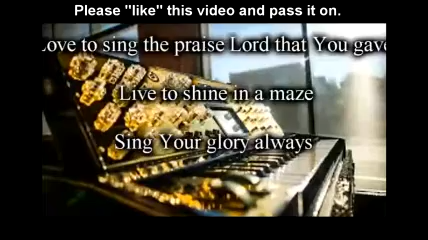 Please "like" this video and pass it on.
Love to sing the praise Lord that You gave
Live to shine in a maze
Sing Your glory always